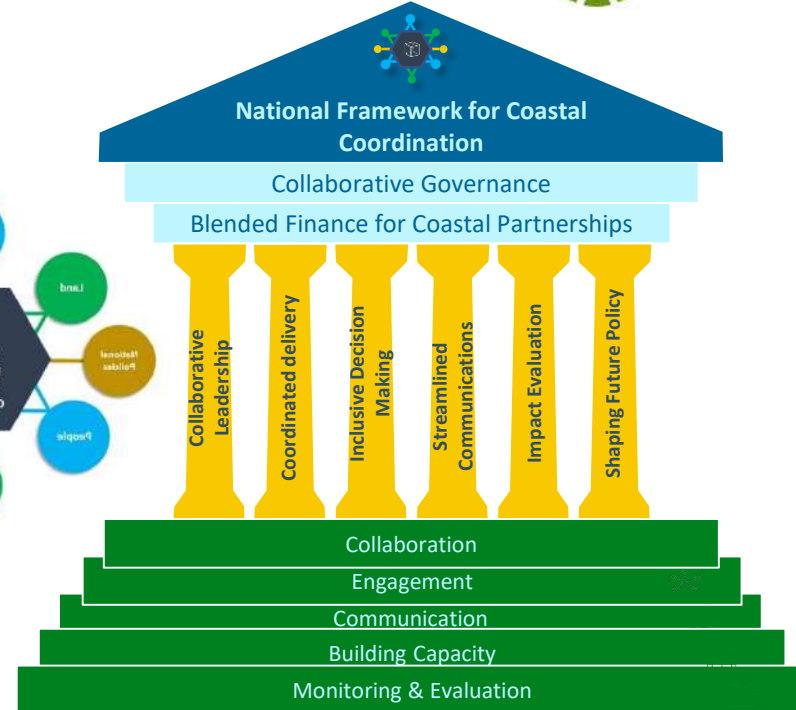 National Framework for Coastal
Coordination
Collaborative Governance
Blended Finance for Coastal Partnerships
Land
National
Policies
People
Collaborative
Leadership
Coordinated delivery
Inclusive Decision
Making
Streamlined
Communications
Impact Evaluation
Shaping Future Policy
Collaboration
Engagement
Communication
Building Capacity
Monitoring & Evaluation